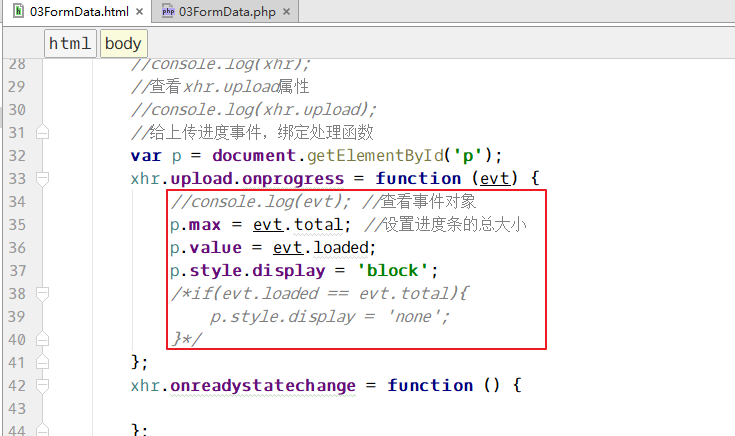 03FormData.html × php 03FormData.php ×
html body
28 //console.log(xhr);
29 //查看xhr.upload属性
30 //console.log(xhr.upload);
31 //给上传进度事件，绑定处理函数
32 var p = document.getElementById('p');
33 xhr.upload.onprogress = function (evt) {
34 //console.log(evt); //查看事件对象
35 p.max = evt.total; //设置进度条的总大小
36 p.value = evt.loaded;
37 p.style.display = 'block';
38 /*if(evt.loaded == evt.total){
39 p.style.display = 'none';
40 }*/
41 };
42 xhr.onreadystatechange = function () {
43
44 };